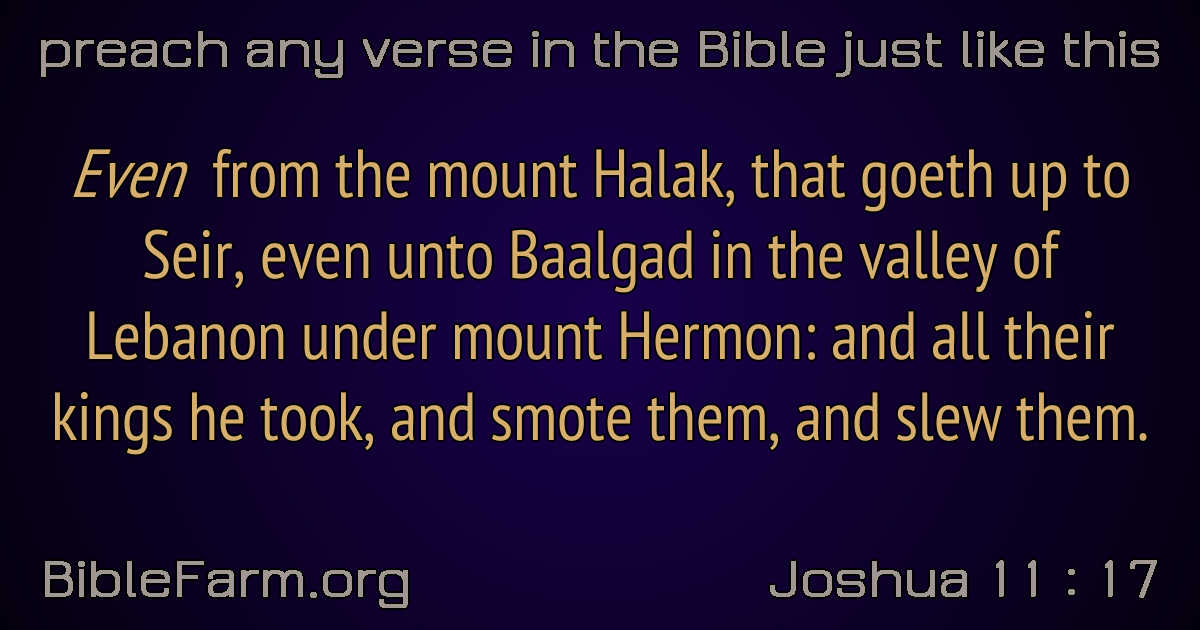 preach any verse in the Bible just like this
Even from the mount Halak, that goeth up to
Seir, even unto Baalgad in the valley of
Lebanon under mount Hermon: and all their
kings he took, and smote them, and slew them.
BibleFarm.org
Joshua 11 : 17